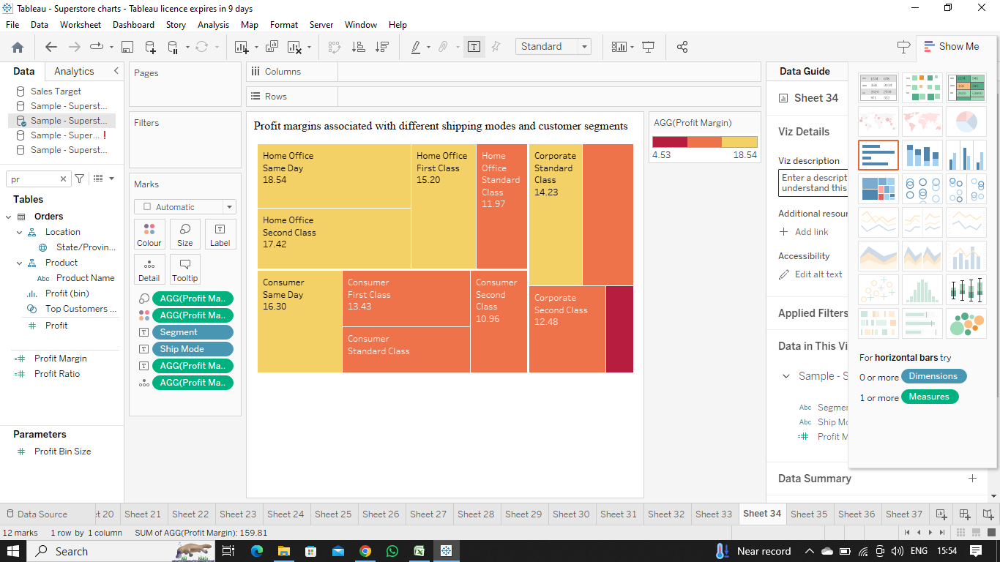 Tableau - Superstore charts - Tableau licence expires in 9 days
File Data Worksheet Dashboard Story Analysis Map Format Server Window Help
Standard
Show Me
Data Analytics
Sales Target
Sample - Superst...
Sample - Superst...
Sample - Super... !
Sample - Superst...
pr
Tables
Orders
Location
State/Provin...
Product
Abc Product Name
Profit (bin)
Top Customers ...
Profit
Profit Margin
Profit Ratio
Parameters
Profit Bin Size
Pages
Filters
Marks
Automatic
Colour Size Label
Detail Tooltip
AGG(Profit Ma..
AGG(Profit Ma..
Segment
Ship Mode
AGG(Profit Ma..
AGG(Profit Ma..
Columns
Rows
Profit margins associated with different shipping modes and customer segments
Home Office
Same Day
18.54
Home Office
Second Class
17.42
Home Office
First Class
15.20
Home
Office
Standard
Class
11.97
Corporate
Standard
Class
14.23
Consumer
Same Day
16.30
Consumer
First Class
13.43
Consumer
Standard Class
Consumer
Second
Class
10.96
Corporate
Second Class
12.48
AGG(Profit Margin)
4.53 18.54
Data Guide
Sheet 34
Viz Details
Viz description
Enter a descript
understand this
Additional resour
Add link
Accessibility
Edit alt text
Applied Filters
Data in This Vi
Sample - S
Abc Segmer
Abc Ship Mo
Profit M
Data Summary
For horizontal bars try
0 or more Dimensions
1 or more Measures
Data Source
t 20 Sheet 21 Sheet 22 Sheet 23 Sheet 24 Sheet 25 Sheet 26 Sheet 27 Sheet 28 Sheet 29 Sheet 30 Sheet 31 Sheet 32 Sheet 33 Sheet 34 Sheet 35 Sheet 36 Sheet 37
12 marks 1 row by 1 column SUM of AGG(Profit Margin): 159.81
Search
Near record
ENG 15:54